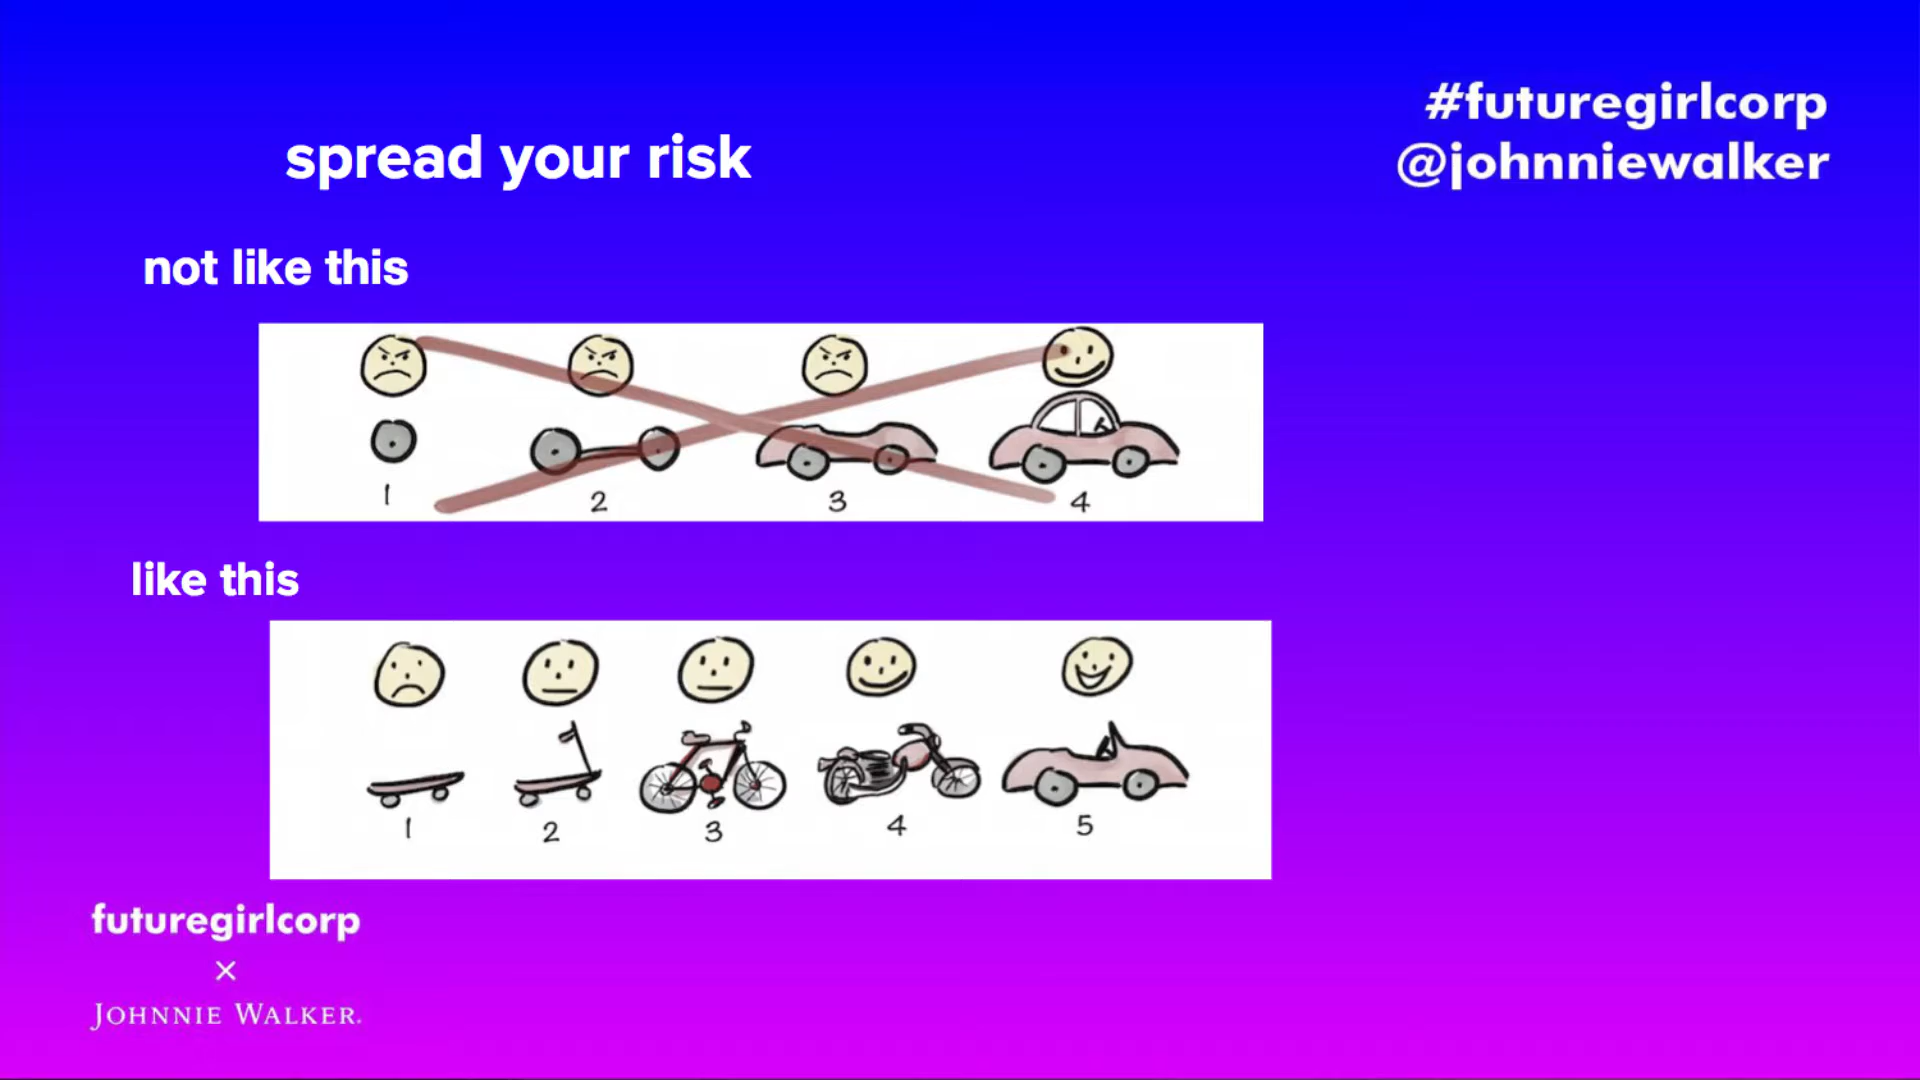 #futuregirlcorp
@johnniewalker
spread your risk
not like this
1 2 3 4
like this
1 2 3 4 5
futuregirlcorp
×
JOHNNIE WALKER.